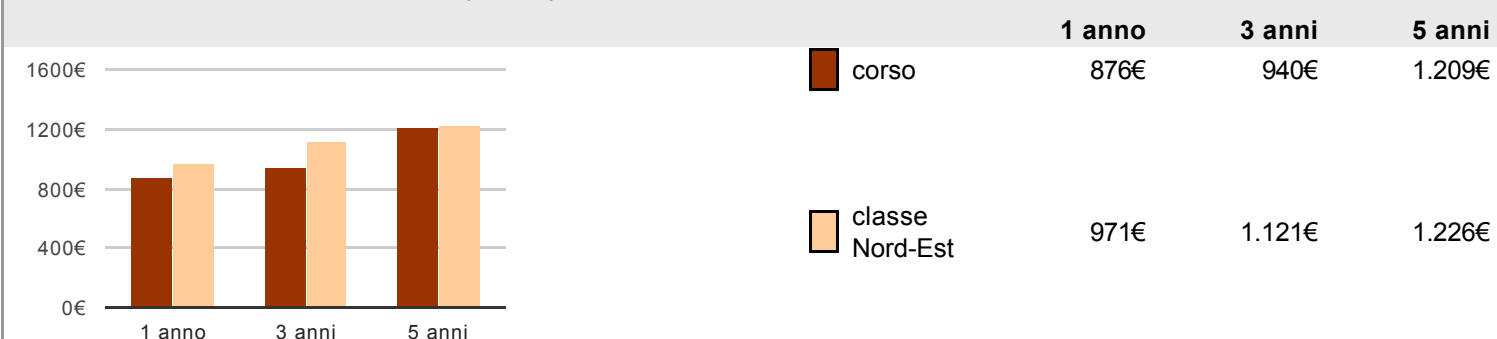 1 anno 3 anni 5 anni
1600€
1200€
800€
400€
0€
1 anno 3 anni 5 anni
corso 876€ 940€ 1.209€
classe
Nord-Est 971€ 1.121€ 1.226€